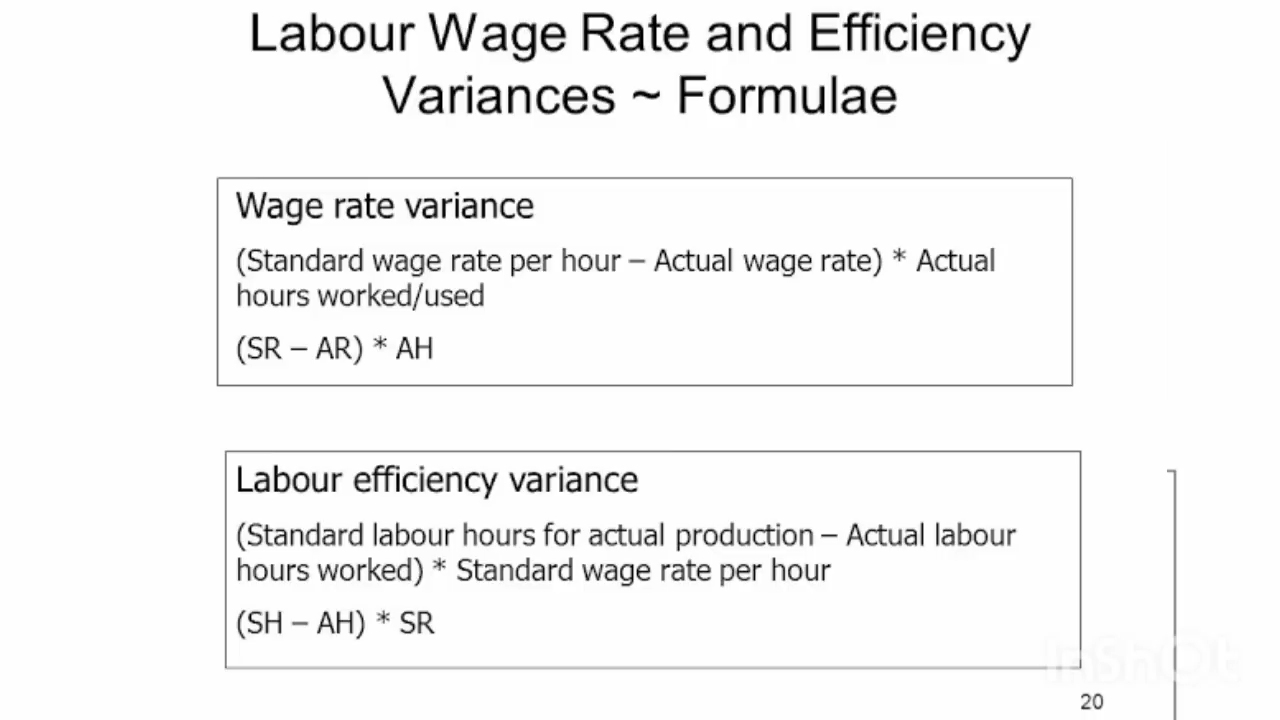 Labour Wage Rate and Efficiency
Variances ~ Formulae
Wage rate variance
(Standard wage rate per hour – Actual wage rate) * Actual
hours worked/used
(SR – AR) * AH
Labour efficiency variance
(Standard labour hours for actual production – Actual labour
hours worked) * Standard wage rate per hour
(SH – AH) * SR
InShOt
20